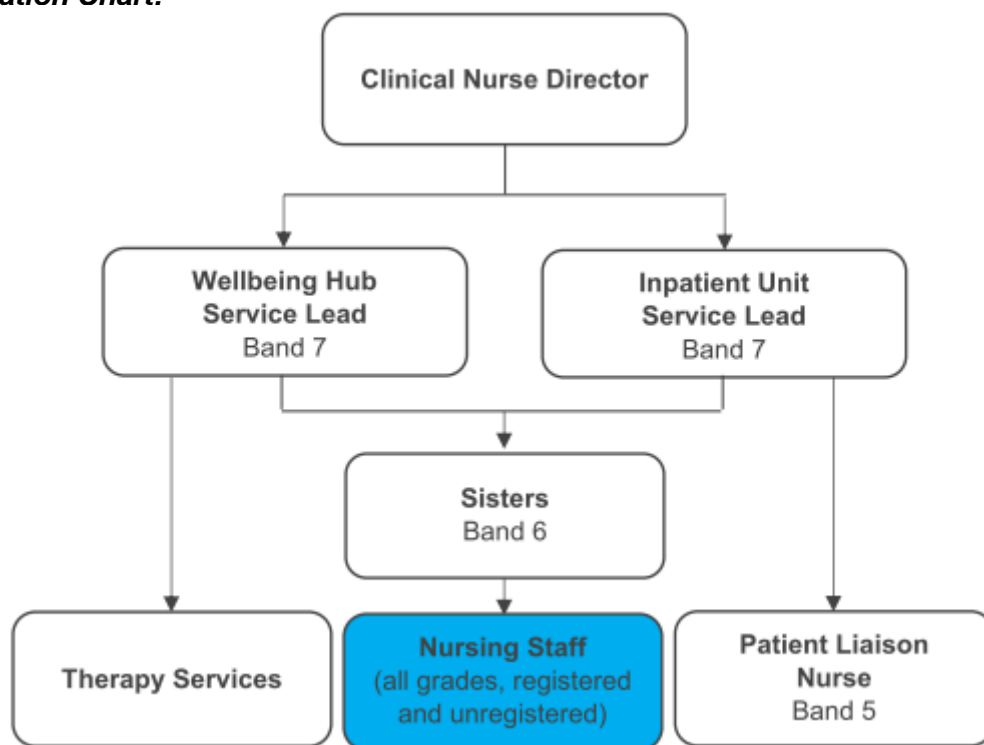 Clinical Nurse Director
Wellbeing Hub
Service Lead
Band 7
Inpatient Unit
Service Lead
Band 7
Sisters
Band 6
Therapy Services
Nursing Staff
(all grades, registered
and unregistered)
Patient Liaison
Nurse
Band 5